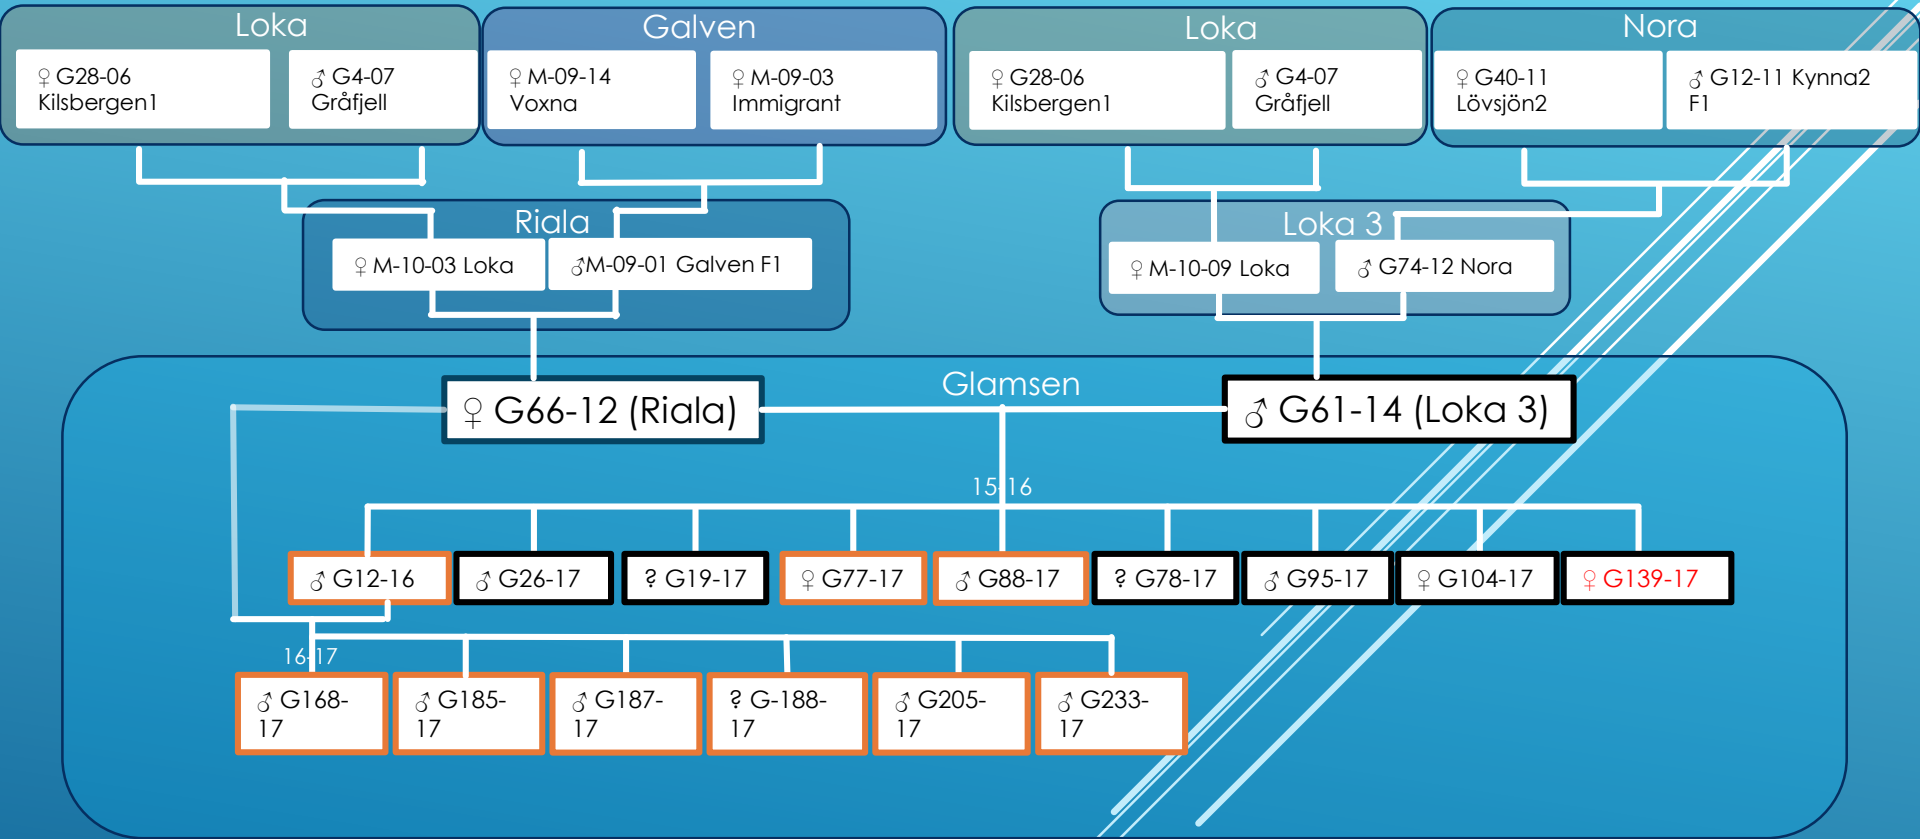 Loka
Galven
Loka
Nora
♀ G28-06
Kilsbergen1
♂ G4-07
Gråfjell
♀ M-09-14
Voxna
♀ M-09-03
Immigrant
♀ G28-06
Kilsbergen1
♂ G4-07
Gråfjell
♀ G40-11
Lövsjön2
♂ G12-11 Kynna2
F1
Riala
♀ M-10-03 Loka
♂M-09-01 Galven F1
Loka 3
♀ M-10-09 Loka
♂ G74-12 Nora
Glamsen
♀ G66-12 (Riala)
♂ G61-14 (Loka 3)
15-16
♂ G12-16
♂ G26-17
? G19-17
♀ G77-17
♂ G88-17
? G78-17
♂ G95-17
♀ G104-17
♀ G139-17
16-17
♂ G168-
17
♂ G185-
17
♂ G187-
17
? G-188-
17
♂ G205-
17
♂ G233-
17